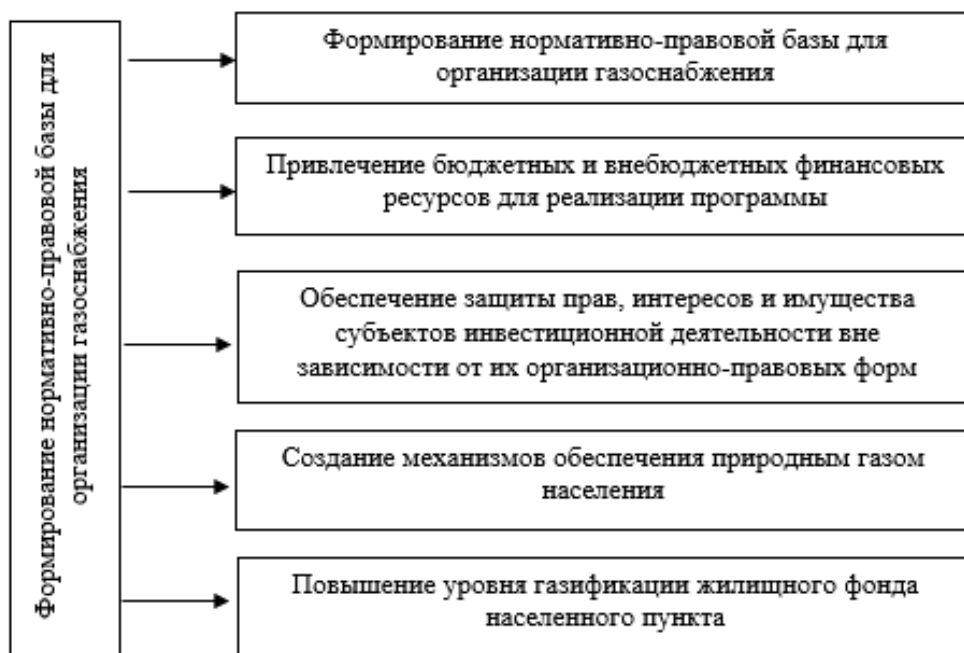 Формирование нормативно-правовой базы для
организации газоснабжения
Формирование нормативно-правовой базы для
организации газоснабжения
Привлечение бюджетных и внебюджетных финансовых
ресурсов для реализации программы
Обеспечение защиты прав, интересов и имущества
субъектов инвестиционной деятельности вне
зависимости от их организационно-правовых форм
Создание механизмов обеспечения природным газом
населения
Повышение уровня газификации жилищного фонда
населенного пункта